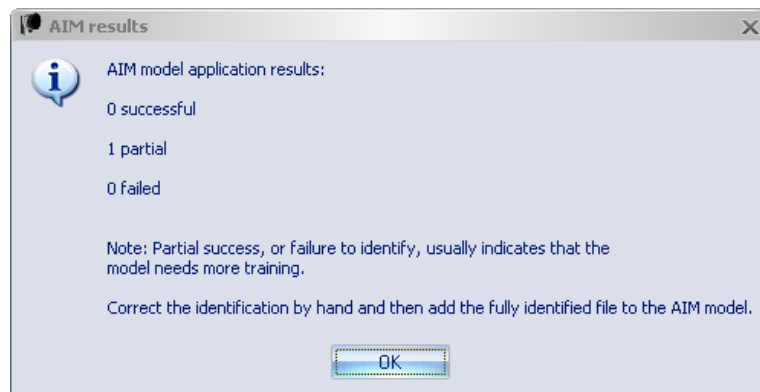 AIM results
AIM model application results:
0 successful
1 partial
0 failed
Note: Partial success, or failure to identify, usually indicates that the
model needs more training.
Correct the identification by hand and then add the fully identified file to the AIM model.
OK